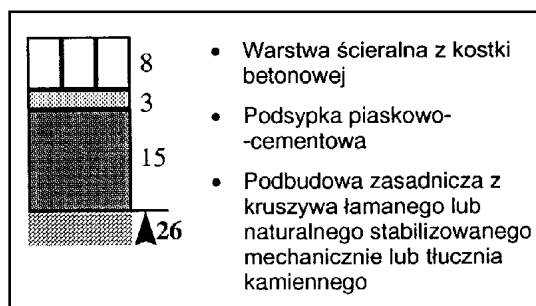 8
3
15
26
• Warstwa ścieralna z kostki
betonowej
• Podsypka piaskowo-
-cementowa
• Podbudowa zasadnicza z
kruszywa łamanego lub
naturalnego stabilizowanego
mechanicznie lub tłucznia
kamiennego